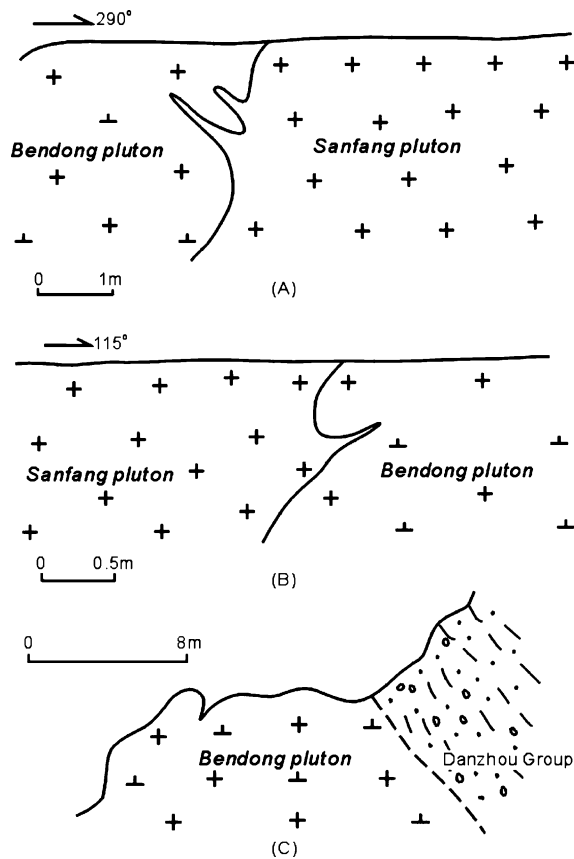 290°
Bendong pluton
Sanfang pluton
0 1m
(A)
115°
Sanfang pluton
Bendong pluton
0 0.5m
(B)
0 8m
Bendong pluton
Danzhou Group
(C)